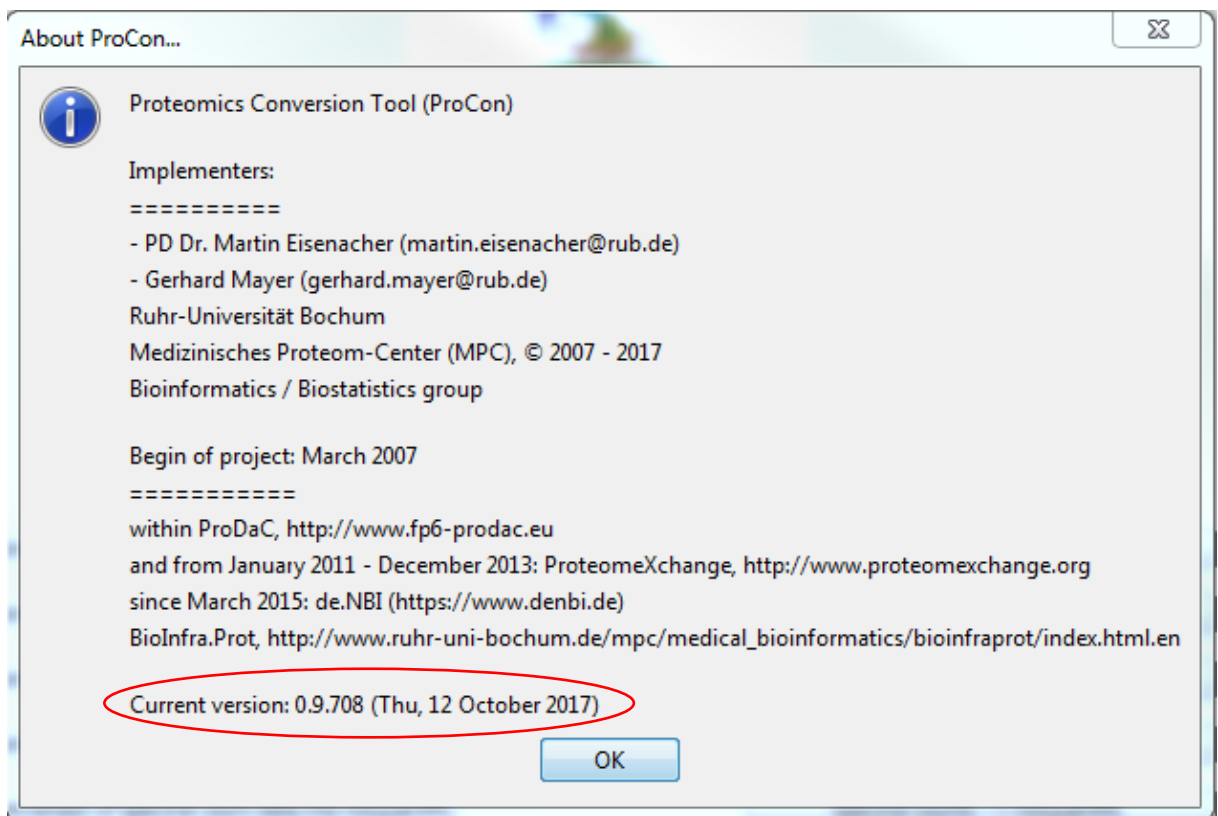 About ProCon...
Proteomics Conversion Tool (ProCon)
Implementers:
==========
- PD Dr. Martin Eisenacher (martin.eisenacher@rub.de)
- Gerhard Mayer (gerhard.mayer@rub.de)
Ruhr-Universität Bochum
Medizinisches Proteom-Center (MPC), © 2007 - 2017
Bioinformatics / Biostatistics group
Begin of project: March 2007
===========
within ProDaC, http://www.fp6-prodac.eu
and from January 2011 - December 2013: ProteomeXchange, http://www.proteomexchange.org
since March 2015: de.NBI (https://www.denbi.de)
BioInfra.Prot, http://www.ruhr-uni-bochum.de/mpc/medical_bioinformatics/bioinfraprot/index.html.en
Current version: 0.9.708 (Thu, 12 October 2017)
OK